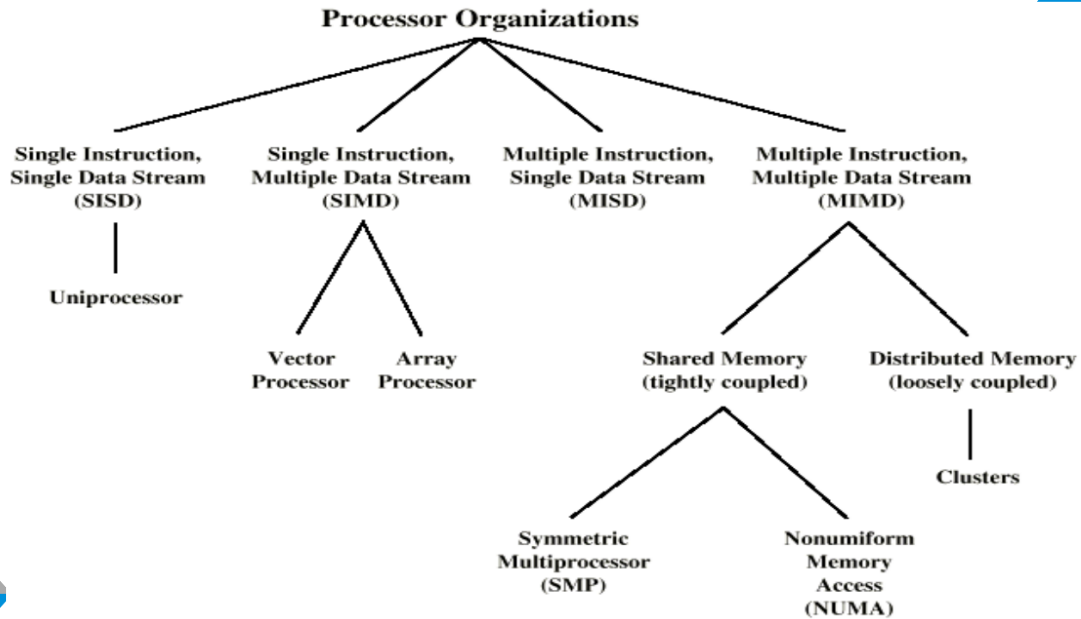 Processor Organizations
Single Instruction,
Single Data Stream
(SISD)
Single Instruction,
Multiple Data Stream
(SIMD)
Multiple Instruction,
Single Data Stream
(MISD)
Multiple Instruction,
Multiple Data Stream
(MIMD)
Uniprocessor
Vector
Processor
Array
Processor
Shared Memory
(tightly coupled)
Distributed Memory
(loosely coupled)
Clusters
Symmetric
Multiprocessor
(SMP)
Nonumiform
Memory
Access
(NUMA)